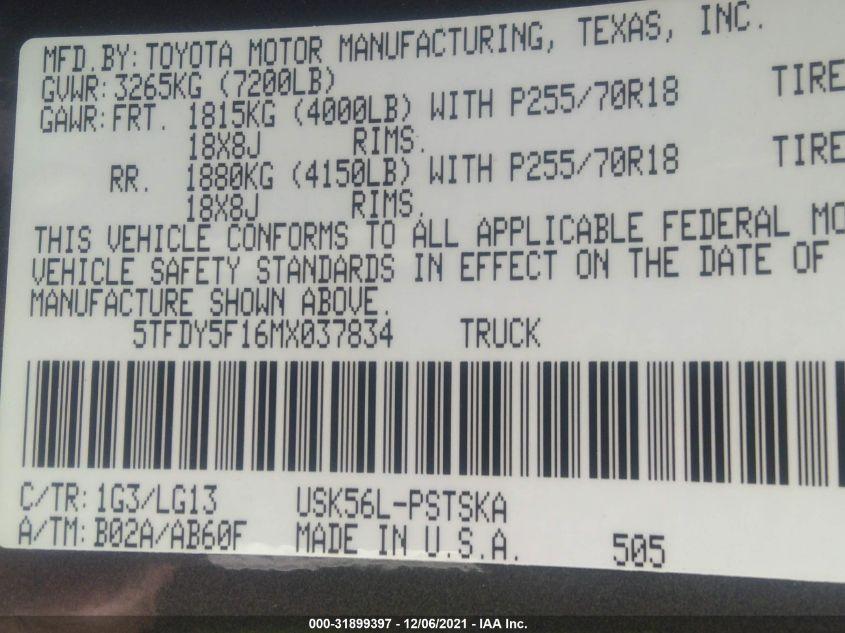 MFD.BY: TOYOTA MOTOR MANUFACTURING, TEXAS, INC.
GVWR: 3265KG (7200LB)
GAWR: FRT. 1815KG (4000LB) WITH P255/70R18 TIRE
18X8J RIMS.
RR. 1880KG (4150LB) WITH P255/70R18 TIRE
18X8J RIMS.
THIS VEHICLE CONFORMS TO ALL APPLICABLE FEDERAL MO
VEHICLE SAFETY STANDARDS IN EFFECT ON THE DATE OF
MANUFACTURE SHOWN ABOVE.
5TFDY5F16MX037834 TRUCK
C/TR: 1G3/LG13 USK56L-PSTSKA
A/TM: B02A/AB60F MADE IN U.S.A. 505
000-31899397 - 12/06/2021 - IAA Inc.